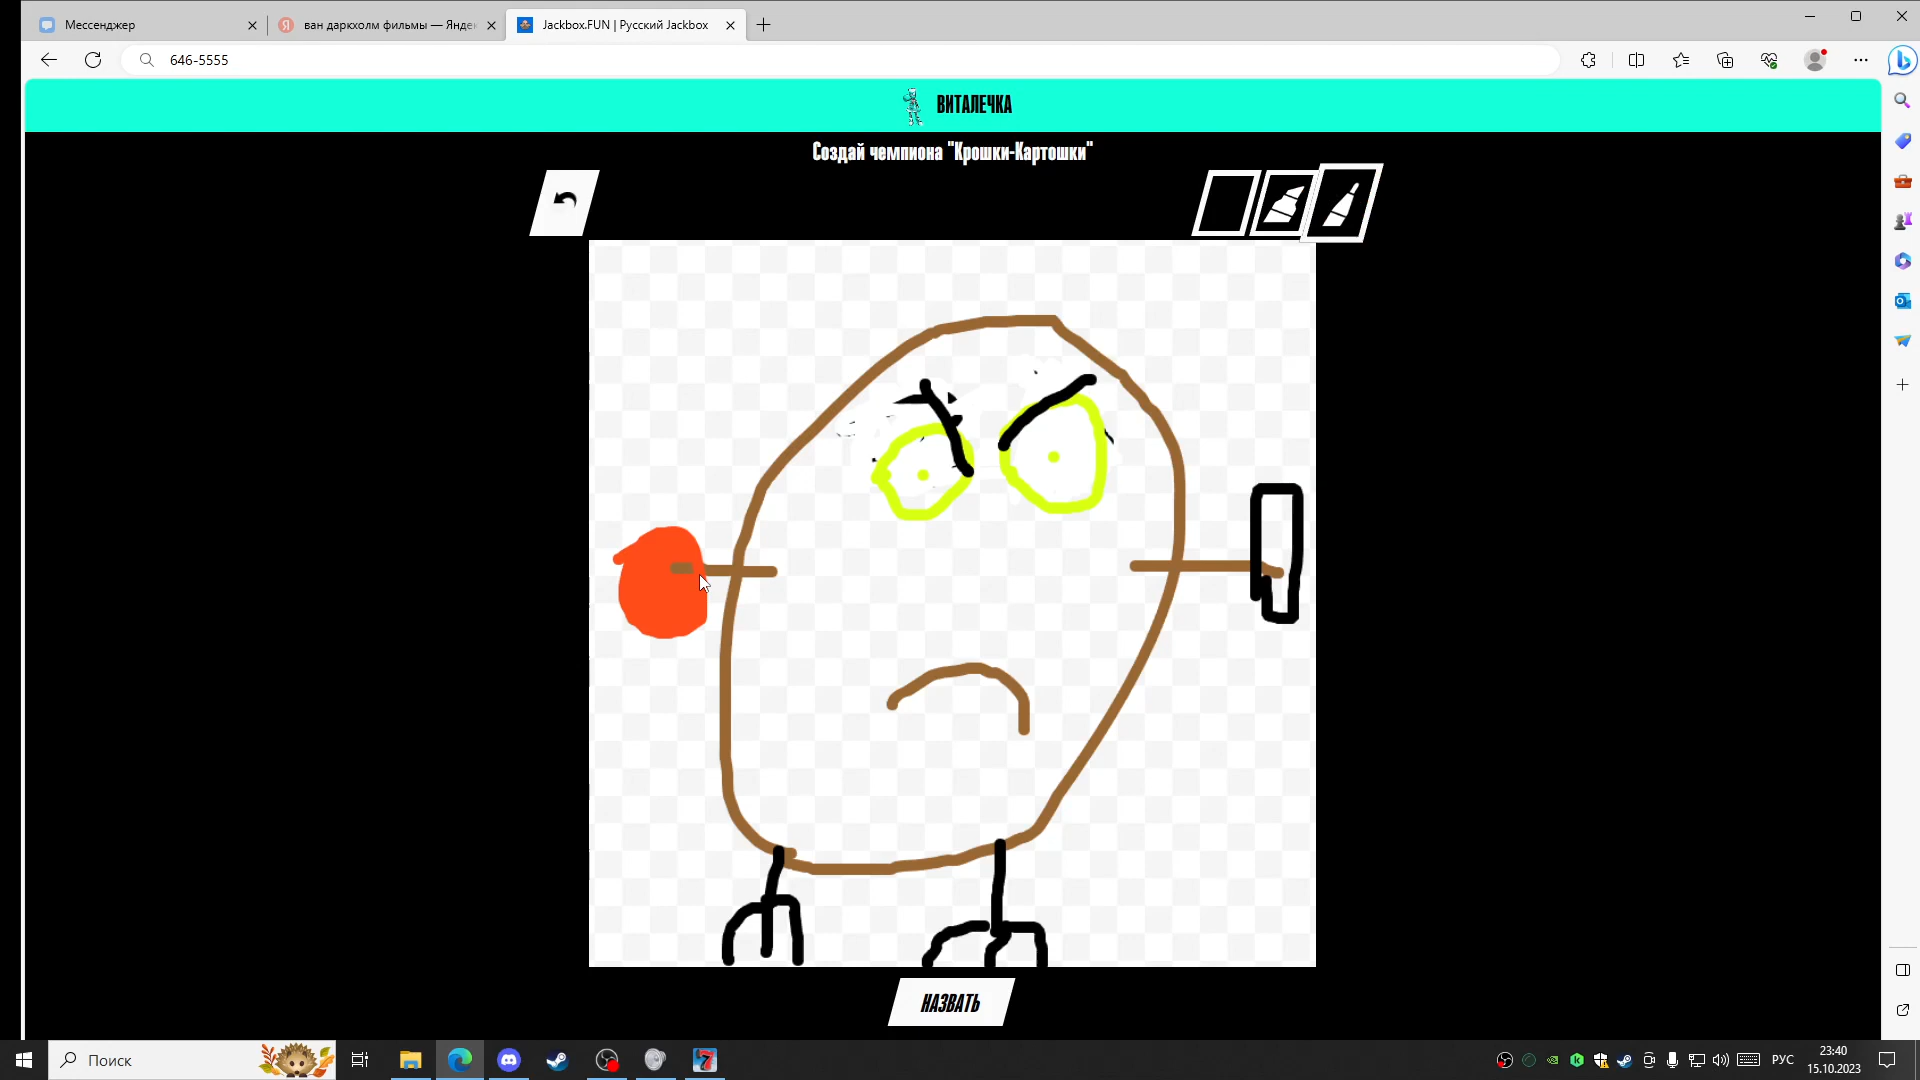 Мессенджер
ван даркхолм фильмы — Яндек
Jackbox.FUN | Русский Jackbox
646-5555
ВИТАЛЕЧКА
Создай чемпиона "Крошки-Картошки"
НАЗВАТЬ
Поиск
РУС
23:40
15.10.2023